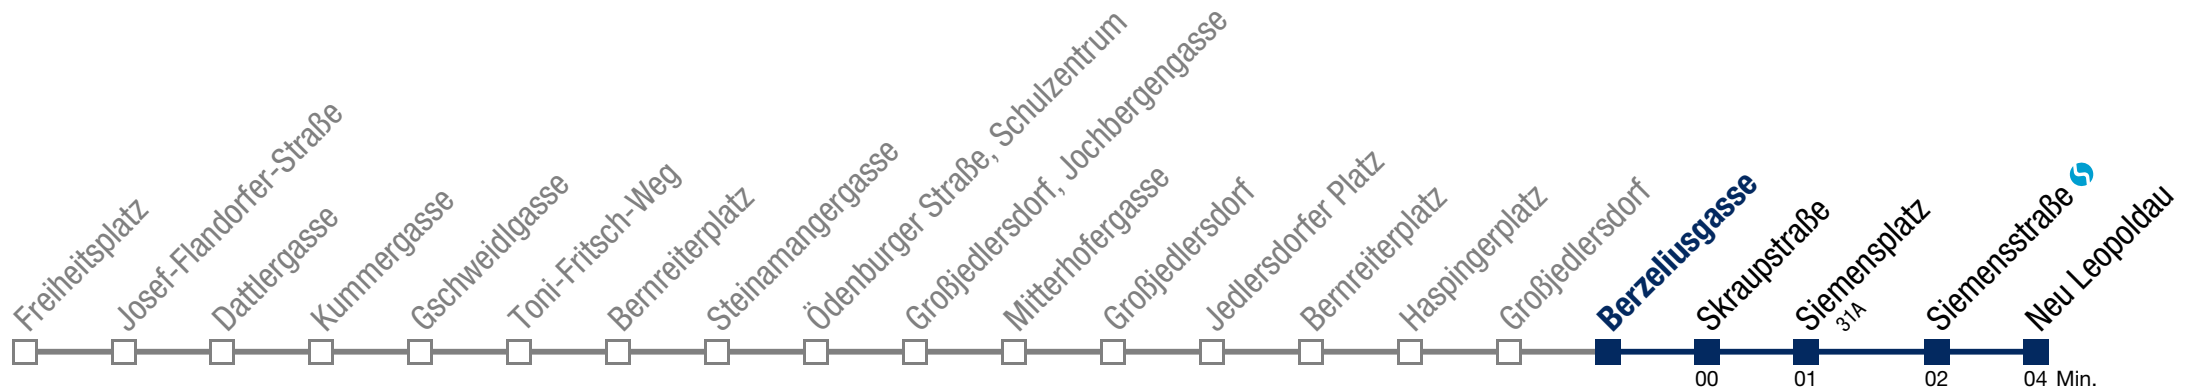 Freiheitsplatz
Josef-Flandorfer-Straße
Dattlergasse
Kummergasse
Gschweidlgasse
Toni-Fritsch-Weg
Bernreiterplatz
Steinamangergasse
Ödenburger Straße, Schulzentrum
Großjedlersdorf, Jochbergengasse
Mitterhofergasse
Großjedlersdorf
Jedlersdorfer Platz
Bernreiterplatz
Haspingerplatz
Großjedlersdorf
Berzeliusgasse
Skraupstraße
Siemensplatz
31A
Siemensstraße
Neu Leopoldau
00 01 02 04 Min.